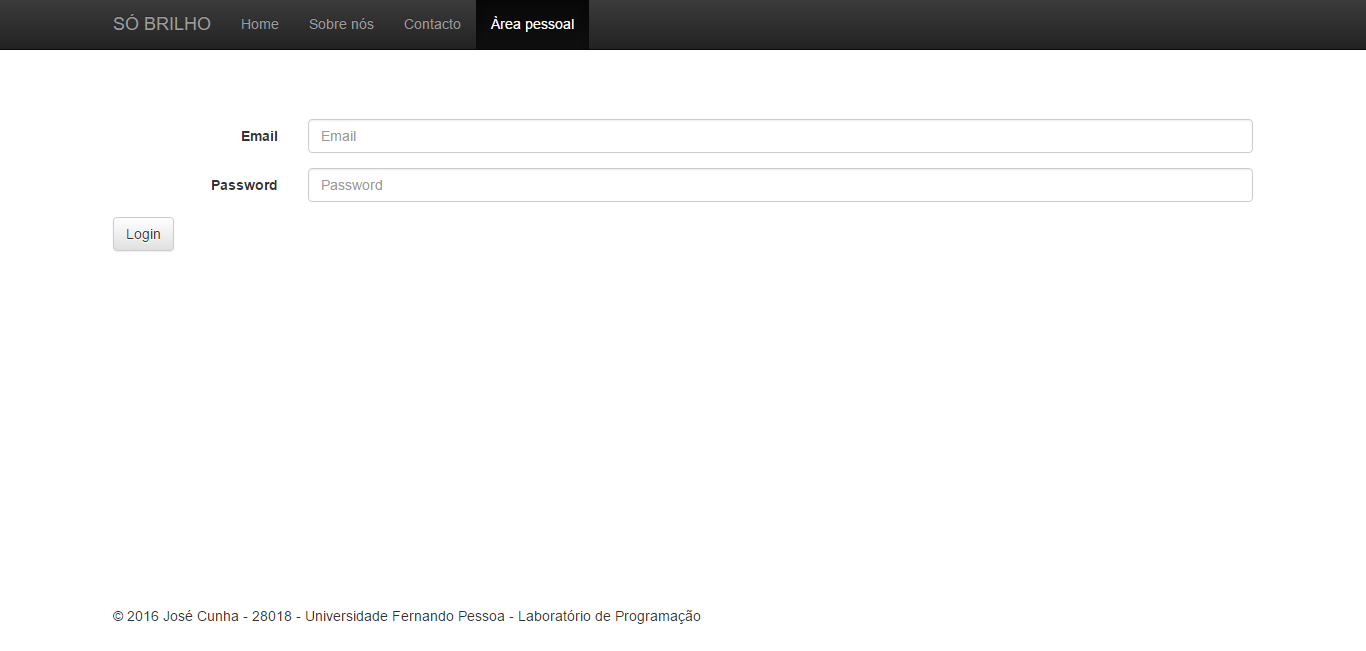 SÓ BRILHO Home Sobre nós Contacto Àrea pessoal
Email Email
Password Password
Login
© 2016 José Cunha - 28018 - Universidade Fernando Pessoa - Laboratório de Programação